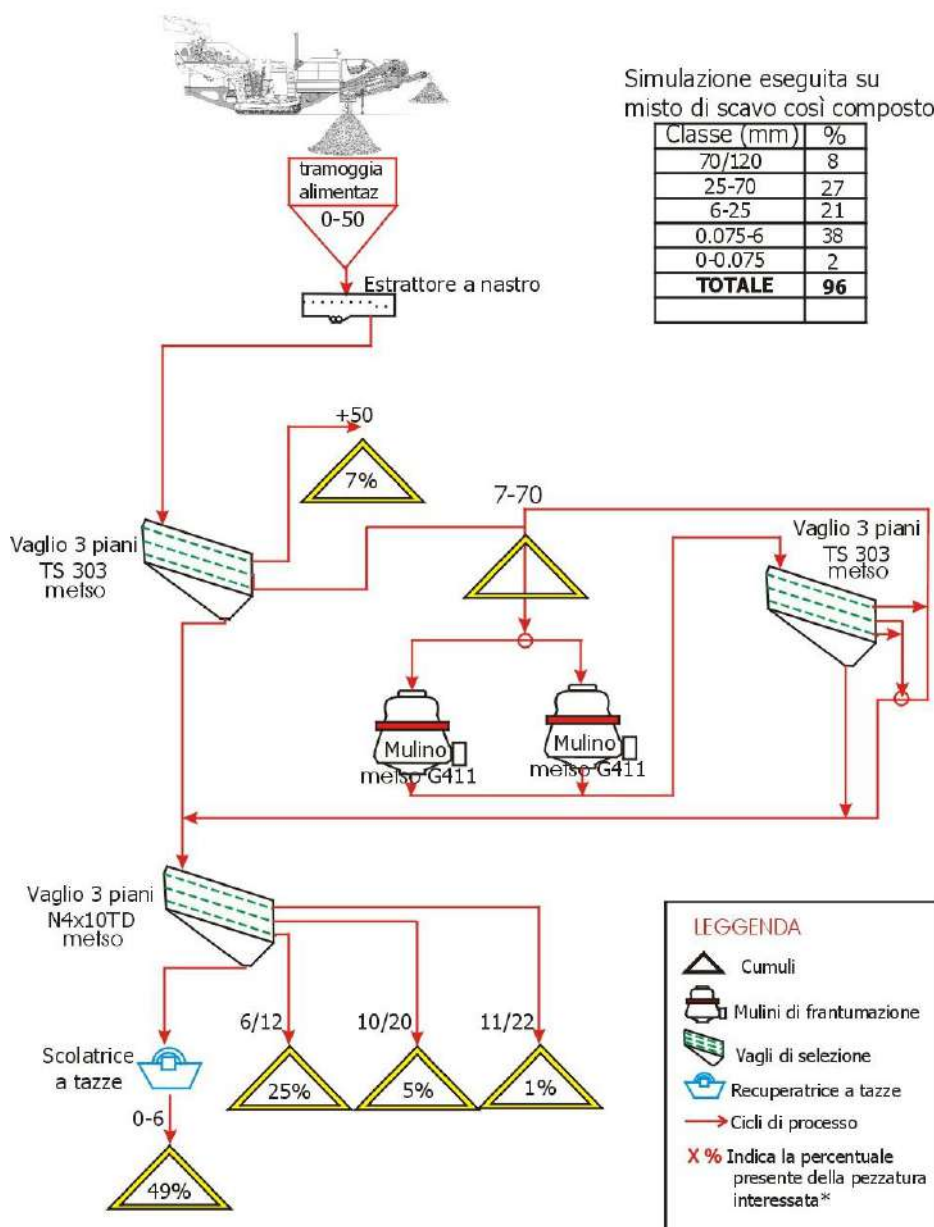 Simulazione eseguita su
misto di scavo così composto
Classe (mm) %
70/120 8
25-70 27
6-25 21
0.075-6 38
0-0.075 2
TOTALE 96
tramoggia
alimentaz
0-50
Estrattore a nastro
+50
7%
7-70
Vaglio 3 piani
TS 303
metso
Vaglio 3 piani
TS 303
metso
Mulino
metso G411
Mulino
metso G411
Vaglio 3 piani
N4x10TD
metso
6/12
10/20
11/22
Scolatrice
a tazze
25%
5%
1%
0-6
49%
LEGGENDA
Cumuli
Mulini di frantumazione
Vagli di selezione
Recuperatrice a tazze
Cicli di processo
X % Indica la percentuale
presente della pezzatura
interessata*